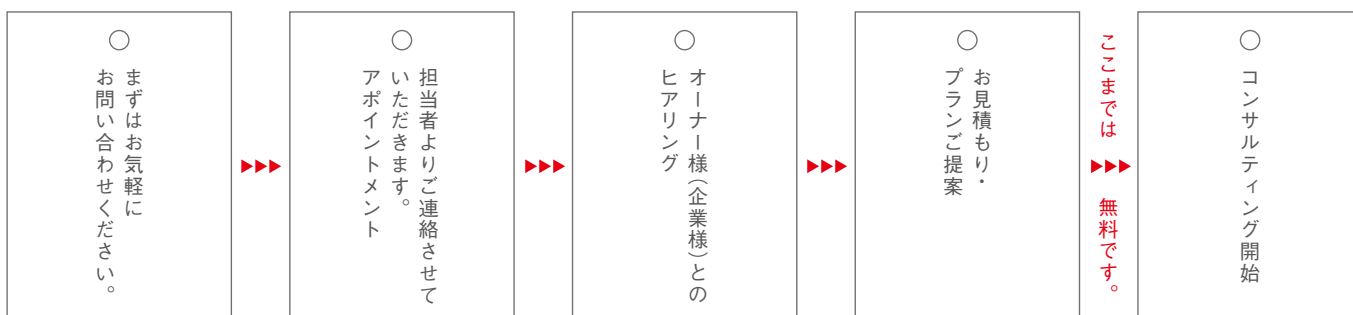 まずはお気軽に
お問い合わせください。
担当者よりご連絡させて
いただきます。
アポイントメント
オーナー様(企業様)との
ヒアリング
お見積もり・
プランご提案
ここまでは
無料です。
コンサルティング開始